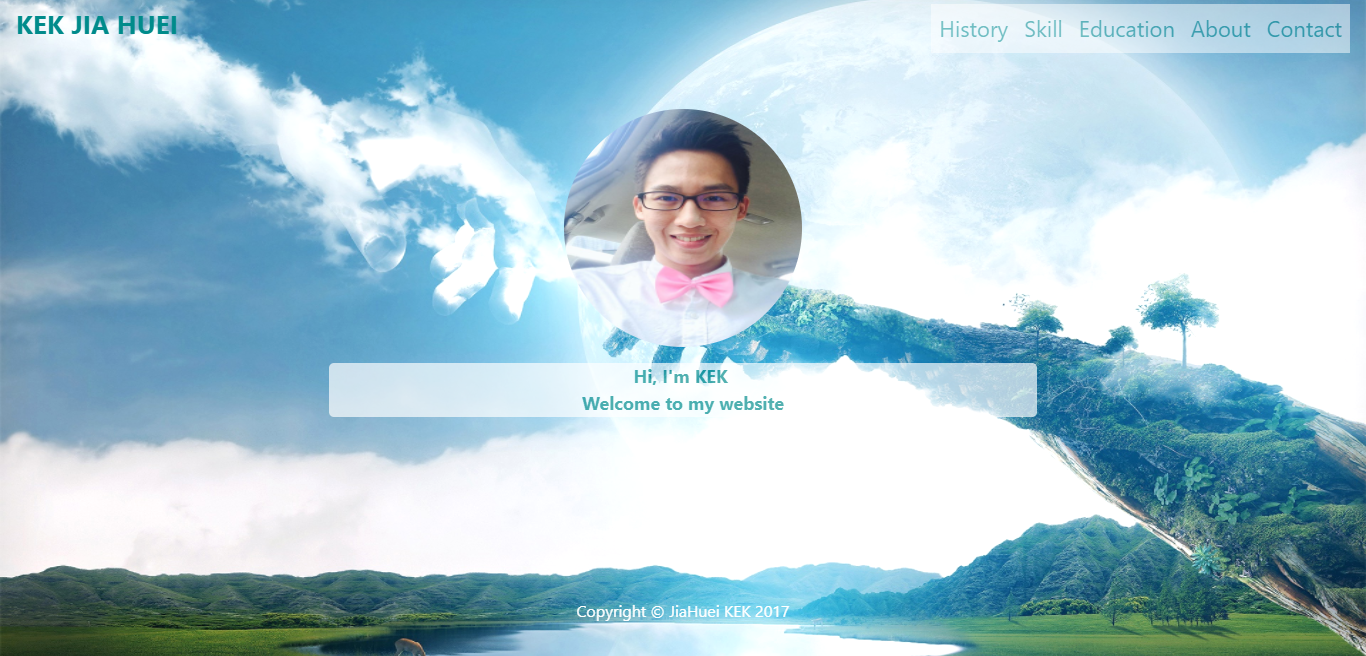 KEK JIA HUEI
History Skill Education About Contact
Hi, I'm KEK
Welcome to my website
Copyright © JiaHuei KEK 2017